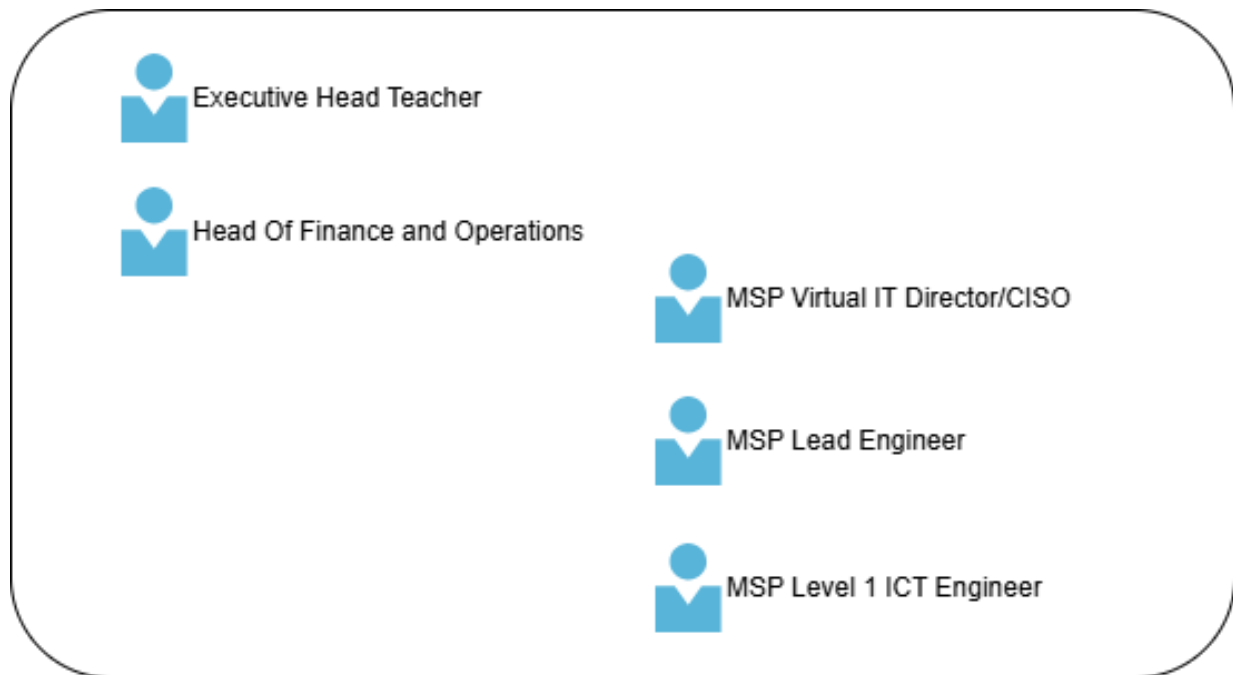 Executive Head Teacher
Head Of Finance and Operations
MSP Virtual IT Director/CISO
MSP Lead Engineer
MSP Level 1 ICT Engineer